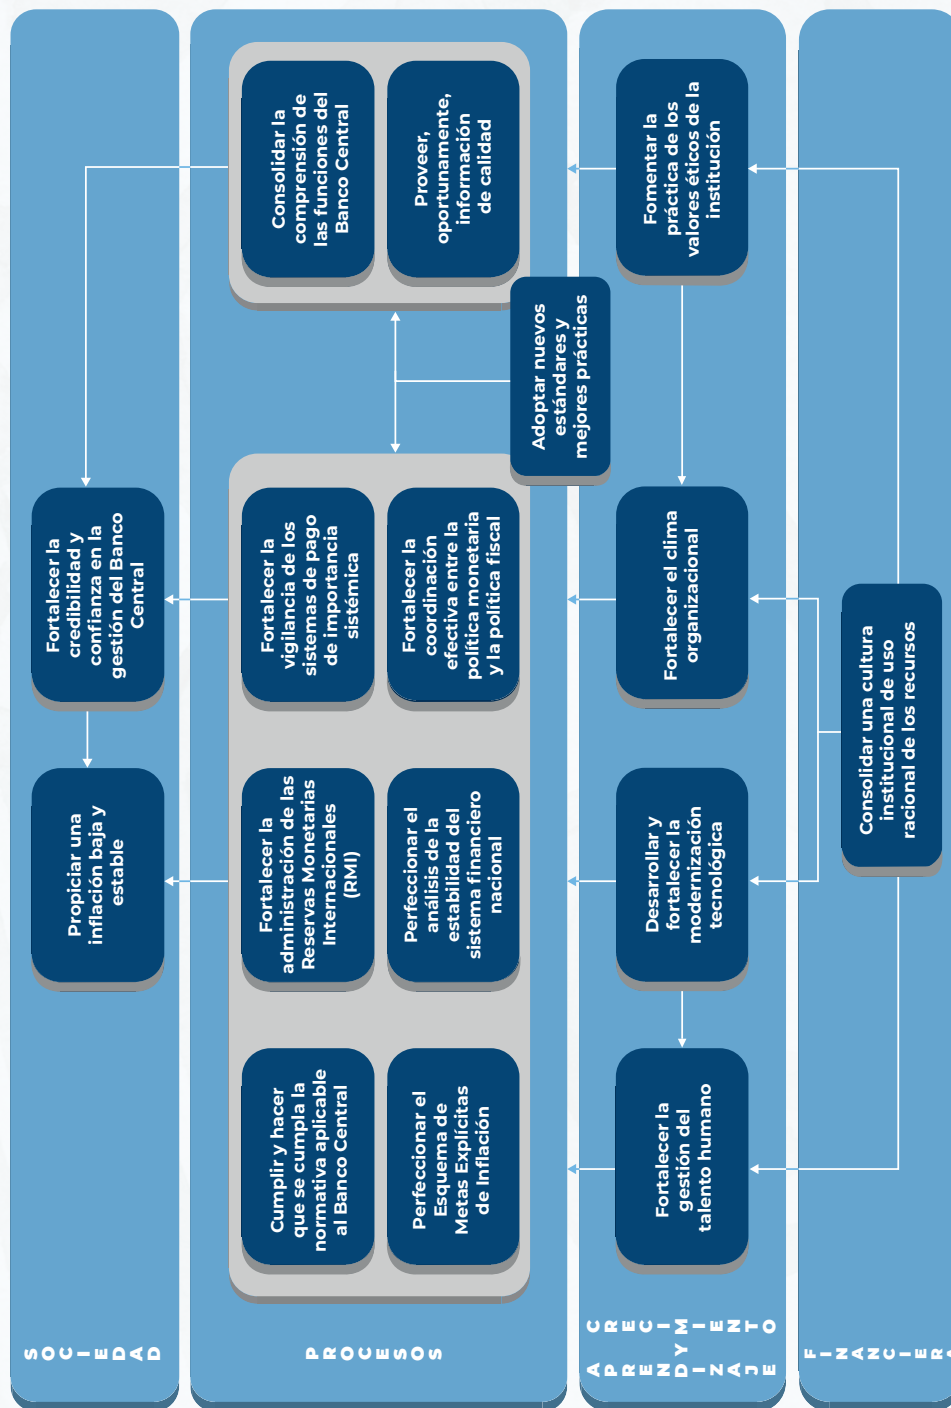 SOCIEDAD
Propiciar una
inflación baja y
estable
Fortalecer la
credibilidad y
confianza en la
gestión del Banco
Central
PROCESOS
Cumplir y hacer
que se cumpla la
normativa aplicable
al Banco Central
Fortalecer la
administración de las
Reservas Monetarias
Internacionales
(RMI)
Fortalecer la
vigilancia de los
sistemas de pago
de importancia
sistémica
Consolidar la
comprensión de
las funciones del
Banco Central
Perfeccionar el
Esquema de
Metas Explícitas
de Inflación
Perfeccionar el
análisis de la
estabilidad del
sistema financiero
nacional
Fortalecer la
coordinación
efectiva entre la
política monetaria
y la política fiscal
Proveer,
oportunamente,
información
de calidad
Adoptar nuevos
estándares y
mejores prácticas
APRENDIZAJE
Y
CRECIMIENTO
Fortalecer la
gestión del
talento humano
Desarrollar y
fortalecer la
modernización
tecnológica
Fortalecer el clima
organizacional
Fomentar la
práctica de los
valores éticos de la
institución
FINANCIERA
Consolidar una cultura
institucional de uso
racional de los recursos